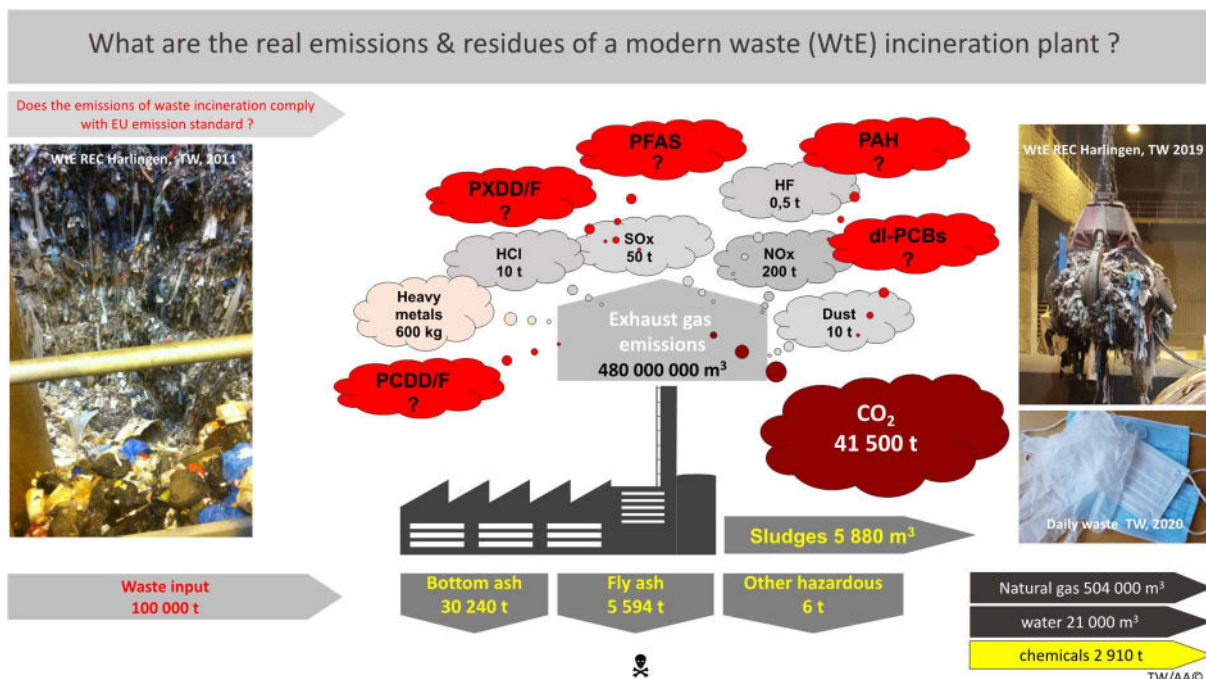 What are the real emissions & residues of a modern waste (WtE) incineration plant ?
Does the emissions of waste incineration comply
with EU emission standard ?
WtE REC Harlingen, TW, 2011
PFAS
?
PAH
?
WtE REC Harlingen, TW 2019
PXDD/F
?
HF
0,5 t
HCl
10 t
SOx
50 t
NOx
200 t
dl-PCBs
?
Heavy
metals
600 kg
Dust
10 t
Exhaust gas
emissions
480 000 000 m³
PCDD/F
?
CO₂
41 500 t
Daily waste TW, 2020
Sludges 5 880 m³
Waste input
100 000 t
Bottom ash
30 240 t
Fly ash
5 594 t
Other hazardous
6 t
Natural gas 504 000 m³
water 21 000 m³
chemicals 2 910 t
TW/AA©